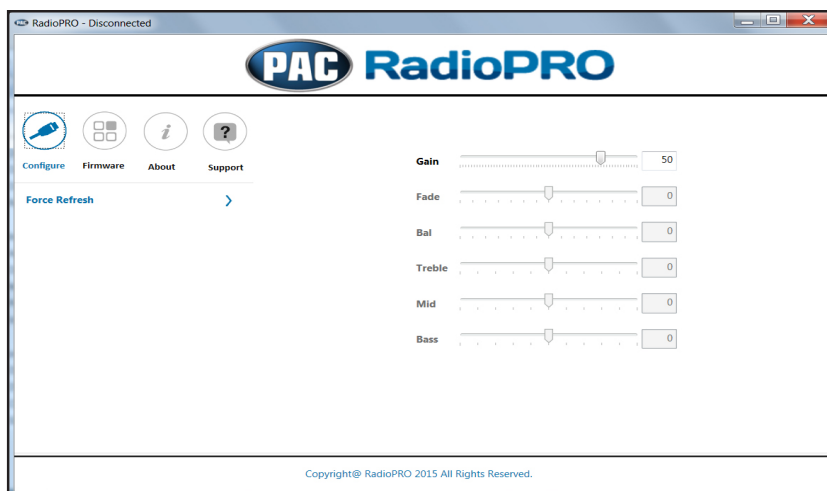 RadioPRO - Disconnected
PAC RadioPRO
Configure Firmware About Support
Force Refresh
Gain 50
Fade 0
Bal 0
Treble 0
Mid 0
Bass 0
Copyright@ RadioPRO 2015 All Rights Reserved.